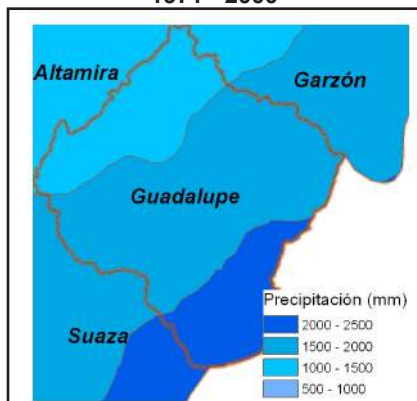 Altamira
Garzón
Guadalupe
Suaza
Precipitación (mm)
2000 - 2500
1500 - 2000
1000 - 1500
500 - 1000